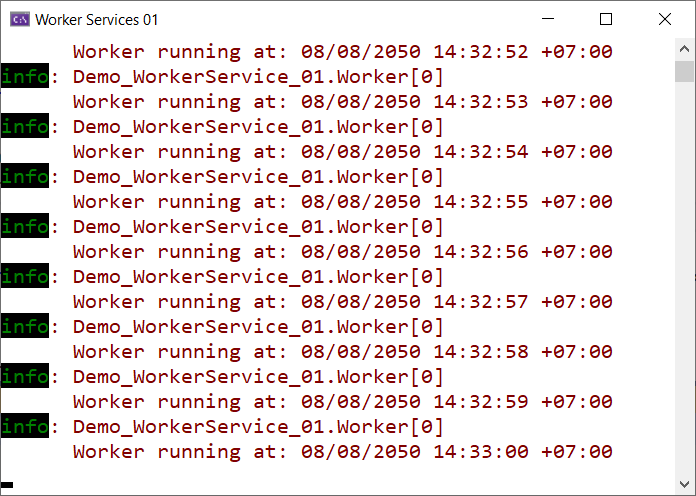 Worker Services 01
Worker running at: 08/08/2050 14:32:52 +07:00
info: Demo_WorkerService_01.Worker[0]
Worker running at: 08/08/2050 14:32:53 +07:00
info: Demo_WorkerService_01.Worker[0]
Worker running at: 08/08/2050 14:32:54 +07:00
info: Demo_WorkerService_01.Worker[0]
Worker running at: 08/08/2050 14:32:55 +07:00
info: Demo_WorkerService_01.Worker[0]
Worker running at: 08/08/2050 14:32:56 +07:00
info: Demo_WorkerService_01.Worker[0]
Worker running at: 08/08/2050 14:32:57 +07:00
info: Demo_WorkerService_01.Worker[0]
Worker running at: 08/08/2050 14:32:58 +07:00
info: Demo_WorkerService_01.Worker[0]
Worker running at: 08/08/2050 14:32:59 +07:00
info: Demo_WorkerService_01.Worker[0]
Worker running at: 08/08/2050 14:33:00 +07:00